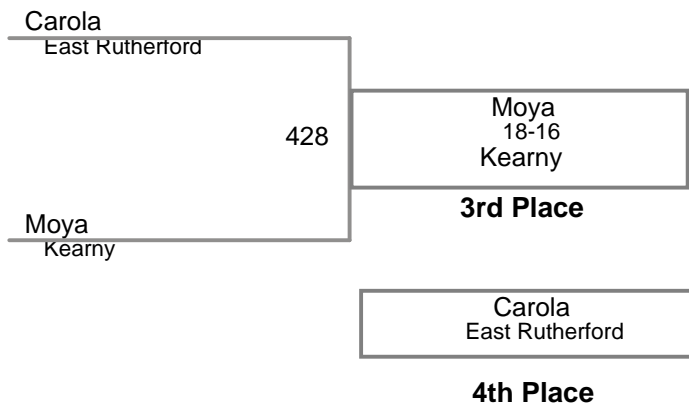 Carola
East Rutherford
428
Moya
18-16
Kearny
3rd Place
Moya
Kearny
Carola
East Rutherford
4th Place